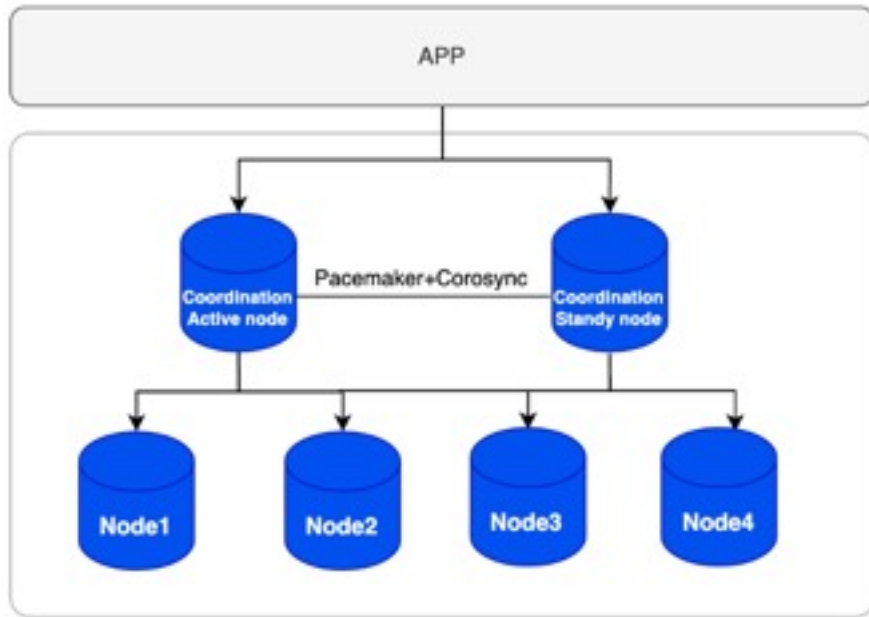 APP
Pacemaker+Corosync
Coordination
Active node
Coordination
Standy node
Node1
Node2
Node3
Node4